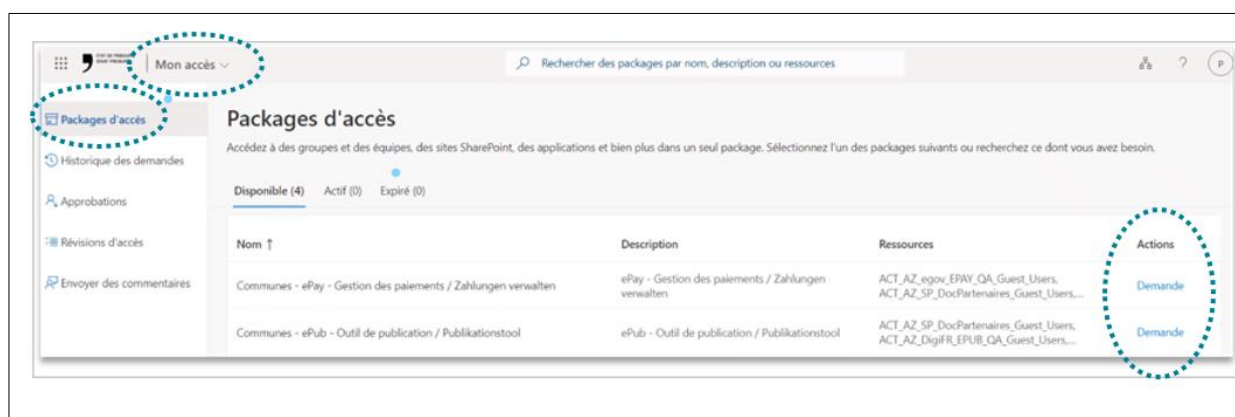 Mon accès
Rechercher des packages par nom, description ou ressources
?
P
Packages d'accès
Historique des demandes
Approbations
Révisions d'accès
Envoyer des commentaires
Packages d'accès
Accédez à des groupes et des équipes, des sites SharePoint, des applications et bien plus dans un seul package. Sélectionnez l'un des packages suivants ou recherchez ce dont vous avez besoin.
Disponible (4) Actif (0) Expiré (0)
Nom ↑ Description Ressources Actions
Communes - ePay - Gestion des paiements / Zahlungen verwalten
ePay - Gestion des paiements / Zahlungen
verwalten
ACT_AZ_egov_EPAY_QA_Guest_Users,
ACT_AZ_SP_DocPartenaires_Guest_Users,...
Demande
Communes - ePub - Outil de publication / Publikationstool
ePub - Outil de publication / Publikationstool
ACT_AZ_SP_DocPartenaires_Guest_Users,
ACT_AZ_DigiFR_EPUB_QA_Guest_Users,...
Demande